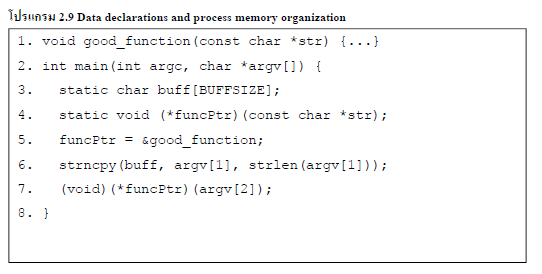 โปรแกรม 2.9 Data declarations and process memory organization
1. void good_function(const char *str) {...}
2. int main(int argc, char *argv[]) {
3.   static char buff[BUFFSIZE];
4.   static void (*funcPtr)(const char *str);
5.   funcPtr = &good_function;
6.   strncpy(buff, argv[1], strlen(argv[1]));
7.   (void)(*funcPtr)(argv[2]);
8. }